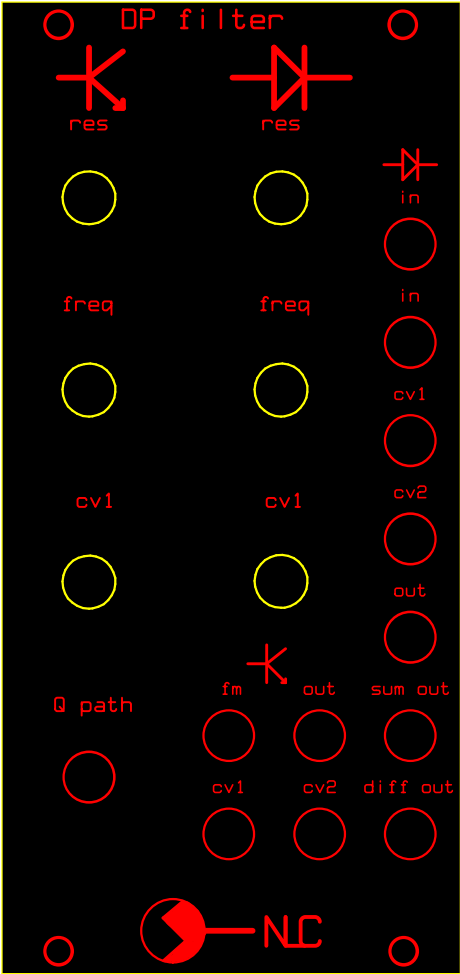 DP filter
res res
in
freq freq in
cv1
cv1 cv1 cv2
out
fm out sum out
Q path
cv1 cv2 diff out
NLC